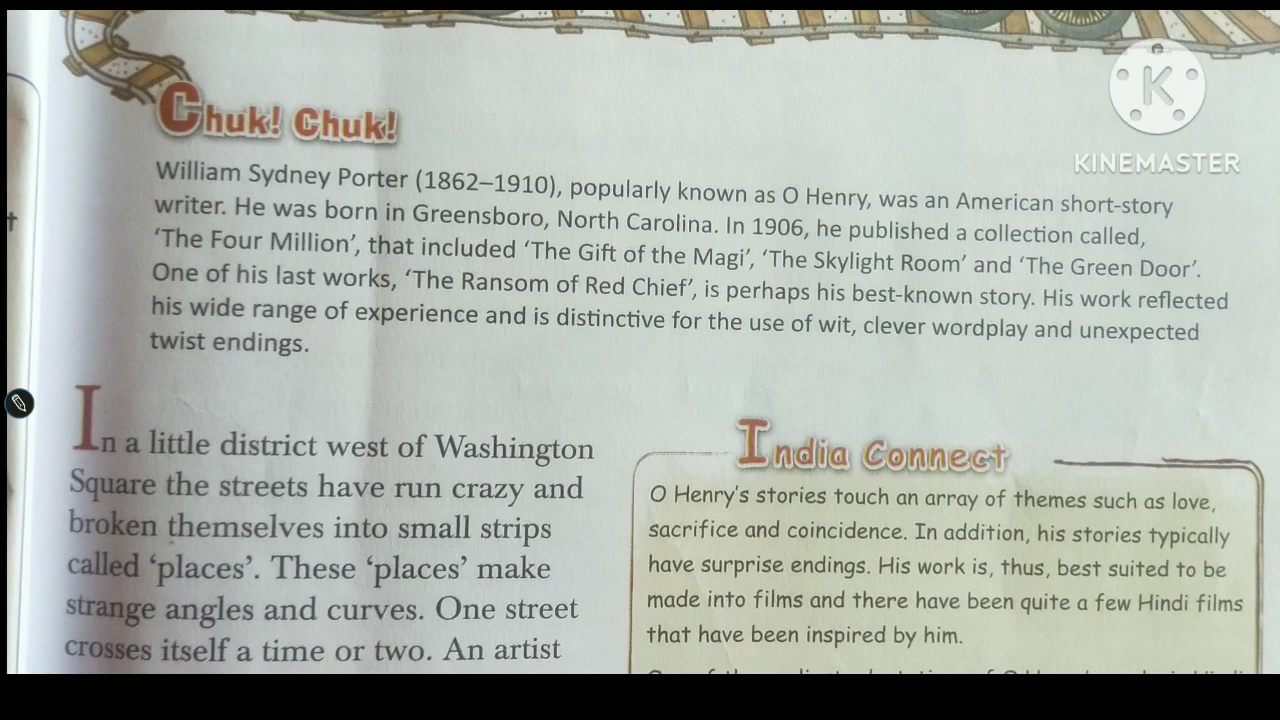 Chuk! Chuk!
K
KINEMASTER
William Sydney Porter (1862–1910), popularly known as O Henry, was an American short-story
writer. He was born in Greensboro, North Carolina. In 1906, he published a collection called,
‘The Four Million’, that included ‘The Gift of the Magi’, ‘The Skylight Room’ and ‘The Green Door’.
One of his last works, ‘The Ransom of Red Chief’, is perhaps his best-known story. His work reflected
his wide range of experience and is distinctive for the use of wit, clever wordplay and unexpected
twist endings.
In a little district west of Washington
Square the streets have run crazy and
broken themselves into small strips
called ‘places’. These ‘places’ make
strange angles and curves. One street
crosses itself a time or two. An artist
India Connect
O Henry’s stories touch an array of themes such as love,
sacrifice and coincidence. In addition, his stories typically
have surprise endings. His work is, thus, best suited to be
made into films and there have been quite a few Hindi films
that have been inspired by him.